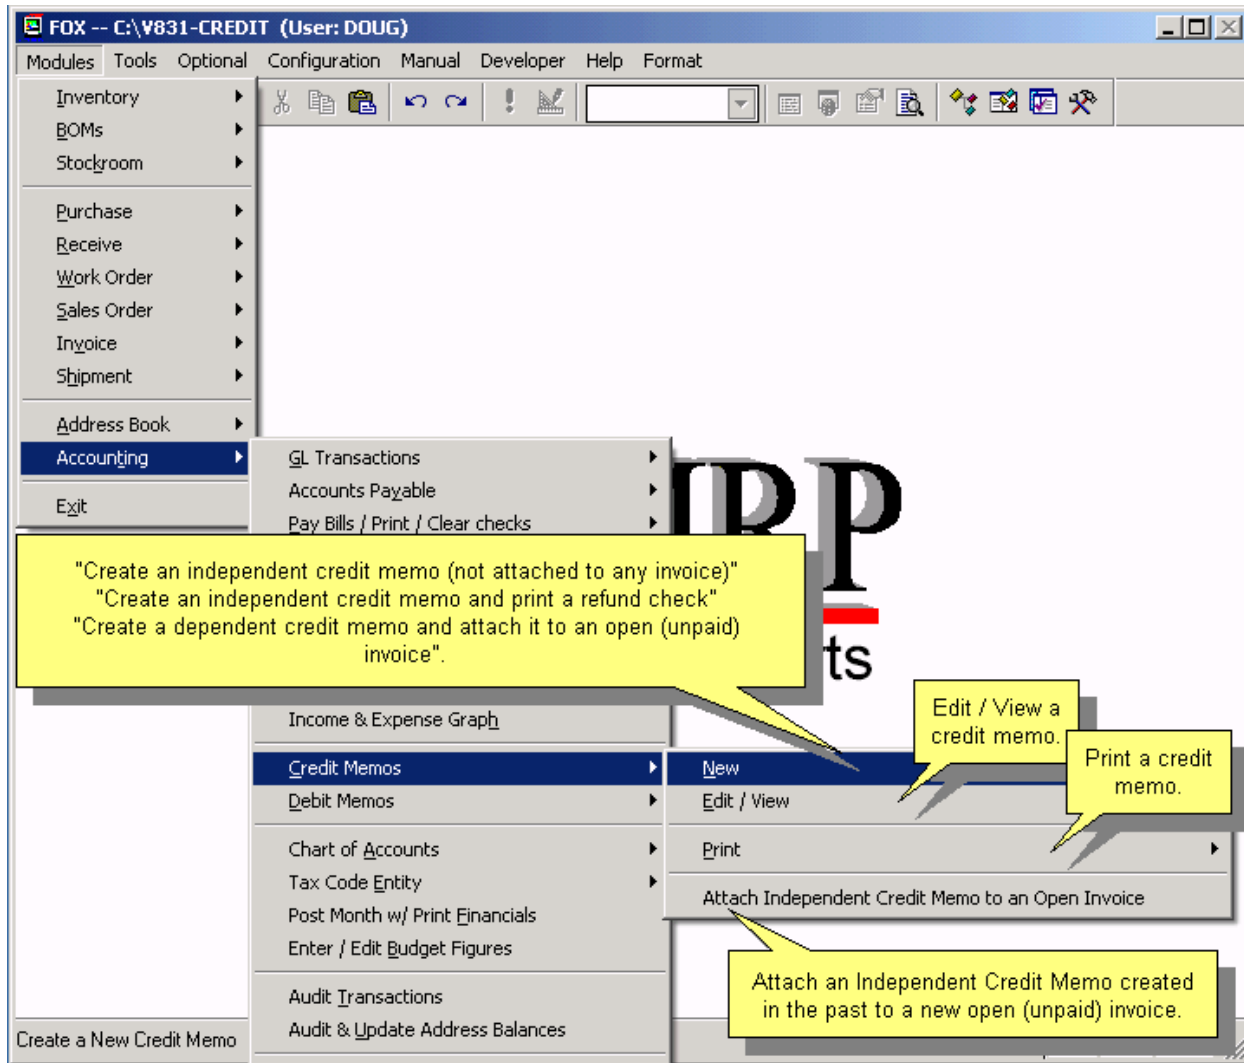 FOX -- C:\V831-CREDIT (User: DOUG)
Modules Tools Optional Configuration Manual Developer Help Format
Inventory
BOMs
Stockroom
Purchase
Receive
Work Order
Sales Order
Invoice
Shipment
Address Book
Accounting
Exit
GL Transactions
Accounts Payable
Pay Bills / Print / Clear checks
"Create an independent credit memo (not attached to any invoice)"
"Create an independent credit memo and print a refund check"
"Create a dependent credit memo and attach it to an open (unpaid)
invoice".
RP
ts
Income & Expense Graph
Credit Memos
Debit Memos
Chart of Accounts
Tax Code Entity
Post Month w/ Print Financials
Enter / Edit Budget Figures
Audit Transactions
Audit & Update Address Balances
New
Edit / View
Print
Attach Independent Credit Memo to an Open Invoice
Edit / View a
credit memo.
Print a credit
memo.
Attach an Independent Credit Memo created
in the past to a new open (unpaid) invoice.
Create a New Credit Memo